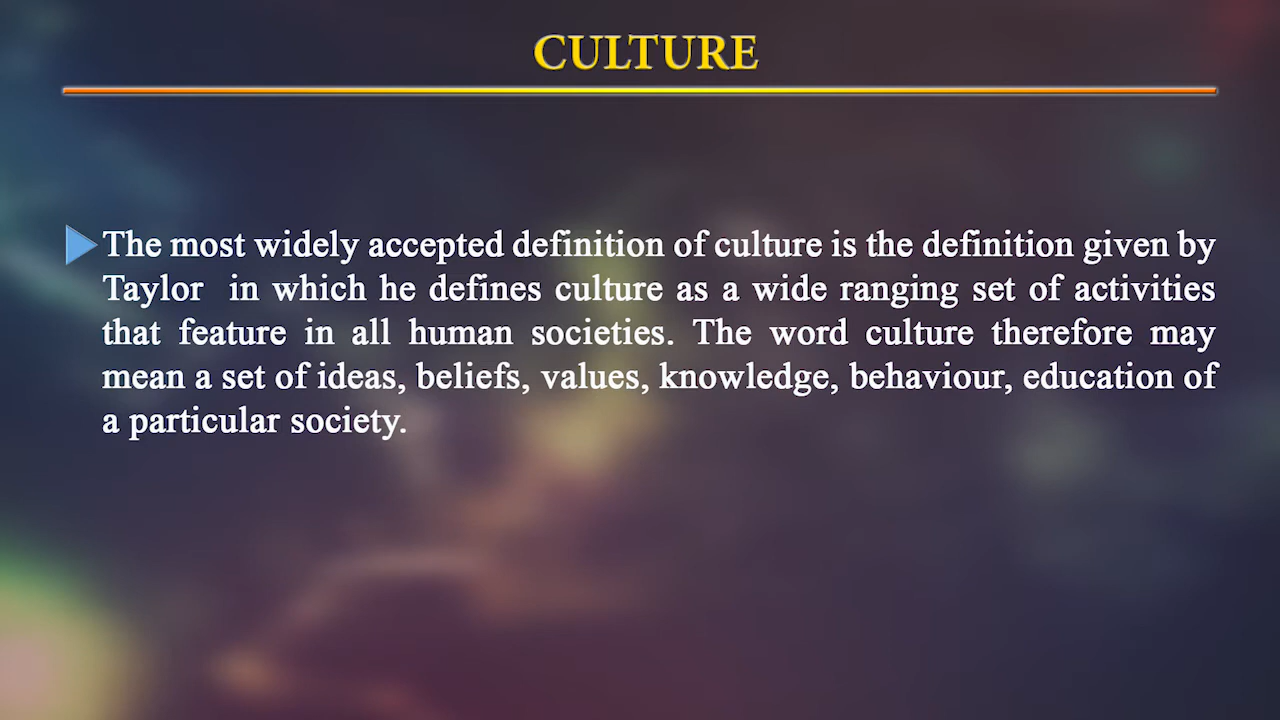 CULTURE
The most widely accepted definition of culture is the definition given by
Taylor in which he defines culture as a wide ranging set of activities
that feature in all human societies. The word culture therefore may
mean a set of ideas, beliefs, values, knowledge, behaviour, education of
a particular society.